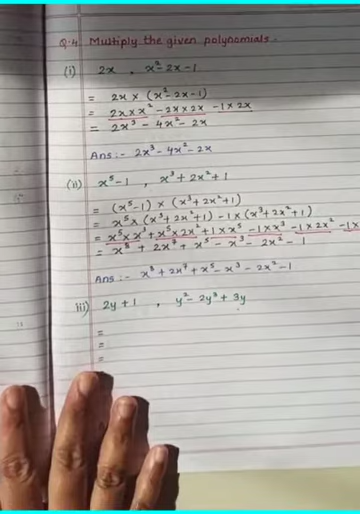 Q.4 Multiply the given polynomials.
(i) 2x , x²-2x-1
= 2x × (x²-2x-1)
= 2x × x² - 2x × 2x - 1 × 2x
= 2x³ - 4x² - 2x
Ans:- 2x³ - 4x² - 2x
(ii) x⁵-1 , x³+2x²+1
= (x⁵-1) × (x³+2x²+1)
= x⁵ × (x³+2x²+1) - 1 × (x³+2x²+1)
= x⁵ × x³ + x⁵ × 2x² + 1 × x⁵ - 1 × x³ - 1 × 2x² - 1 ×
= x⁸ + 2x⁷ + x⁵ - x³ - 2x² - 1
Ans:- x⁸ + 2x⁷ + x⁵ - x³ - 2x² - 1
iii) 2y+1 , y² - 2y³ + 3y
=
=
=